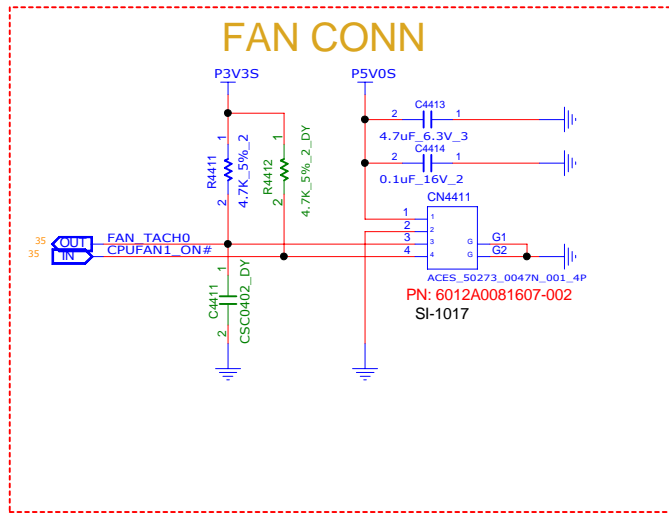 FAN CONN
P3V3S
P5V0S
2 C4413 1
4.7uF_6.3V_3
2 C4414 1
0.1uF_16V_2
1 R4411 2
4.7K_5%_2
1 R4412 2
4.7K_5%_2_DY
CN4411
1 1
2 2
3 3
4 4
G G1
G G2
35 OUT FAN_TACH0
35 IN CPUFAN1_ON#
ACES_50273_0047N_001_4P
PN: 6012A0081607-002
SI-1017
1 C4411 2
CSC0402_DY